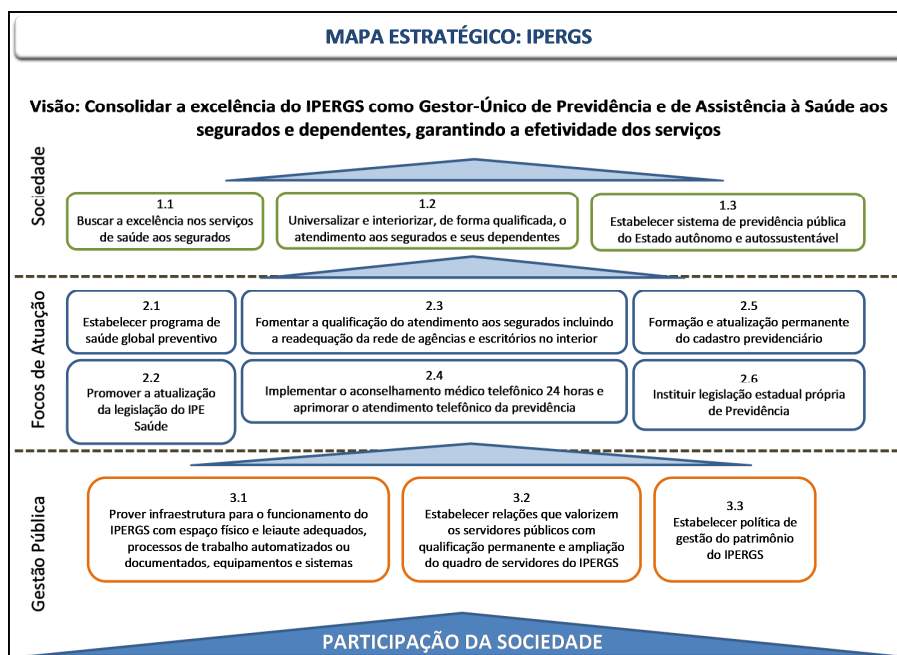 MAPA ESTRATÉGICO: IPERGS
Visão: Consolidar a excelência do IPERGS como Gestor-Único de Previdência e de Assistência à Saúde aos
segurados e dependentes, garantindo a efetividade dos serviços
Sociedade
1.1
Buscar a excelência nos serviços
de saúde aos segurados
1.2
Universalizar e interiorizar, de forma qualificada, o
atendimento aos segurados e seus dependentes
1.3
Estabelecer sistema de previdência pública
do Estado autônomo e autossustentável
Focos de Atuação
2.1
Estabelecer programa de
saúde global preventivo
2.3
Fomentar a qualificação do atendimento aos segurados incluindo
a readequação da rede de agências e escritórios no interior
2.5
Formação e atualização permanente
do cadastro previdenciário
2.2
Promover a atualização
da legislação do IPE
Saúde
2.4
Implementar o aconselhamento médico telefônico 24 horas e
aprimorar o atendimento telefônico da previdência
2.6
Instituir legislação estadual própria
de Previdência
Gestão Pública
3.1
Prover infraestrutura para o funcionamento do
IPERGS com espaço físico e leiaute adequados,
processos de trabalho automatizados ou
documentados, equipamentos e sistemas
3.2
Estabelecer relações que valorizem
os servidores públicos com
qualificação permanente e ampliação
do quadro de servidores do IPERGS
3.3
Estabelecer política de
gestão do patrimônio
do IPERGS
PARTICIPAÇÃO DA SOCIEDADE